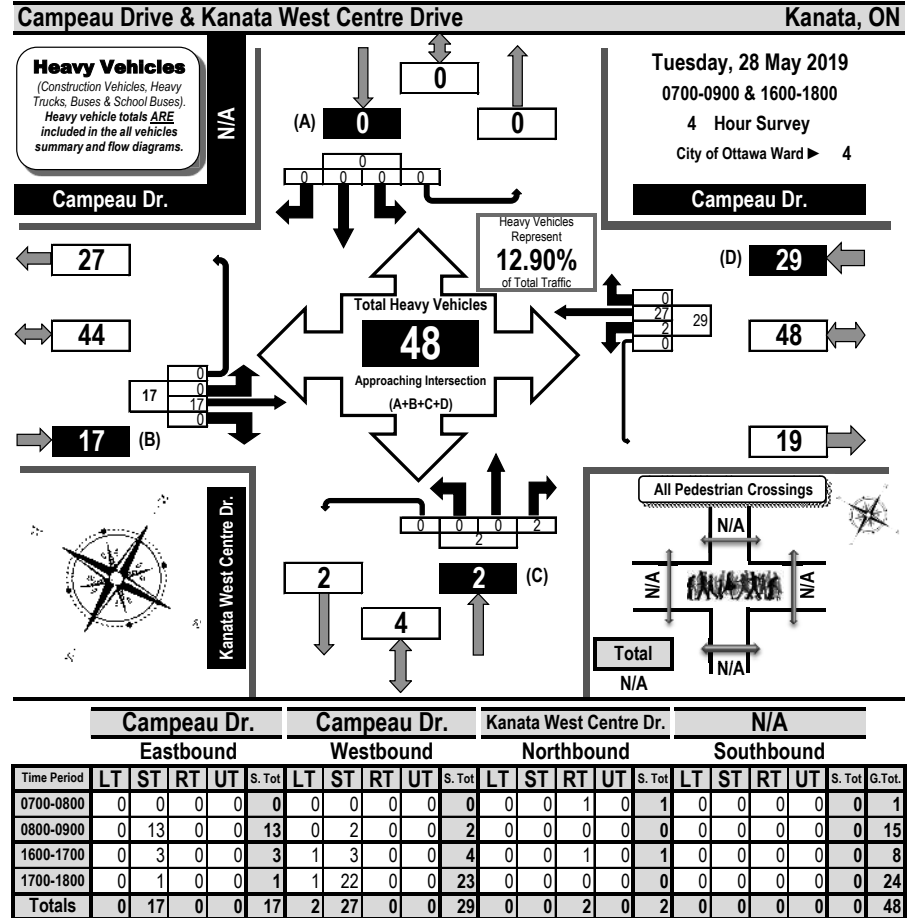 Campeau Drive & Kanata West Centre Drive Kanata, ON
Heavy Vehicles
(Construction Vehicles, Heavy
Trucks, Buses & School Buses).
Heavy vehicle totals ARE
included in the all vehicles
summary and flow diagrams.
N/A
Campeau Dr.
(A) 0
0
0
0
0 0 0 0
Tuesday, 28 May 2019
0700-0900 & 1600-1800
4 Hour Survey
City of Ottawa Ward ► 4
Campeau Dr.
Heavy Vehicles
Represent
12.90%
of Total Traffic
27
44
17 (B)
17
0
0
17
0
Total Heavy Vehicles
48
Approaching Intersection
(A+B+C+D)
(D) 29
48
19
0
27
2
0
29
Kanata West Centre Dr.
0 0 0 2
2
2
2 (C)
4
All Pedestrian Crossings
N/A
N/A
N/A
N/A
Total
N/A
Campeau Dr. Campeau Dr. Kanata West Centre Dr. N/A
Eastbound Westbound Northbound Southbound
Time Period LT ST RT UT S. Tot LT ST RT UT S. Tot LT ST RT UT S. Tot LT ST RT UT S. Tot G.Tot.
0700-0800 0 0 0 0 0 0 0 0 0 0 0 0 1 0 1 0 0 0 0 0 1
0800-0900 0 13 0 0 13 0 2 0 0 2 0 0 0 0 0 0 0 0 0 0 15
1600-1700 0 3 0 0 3 1 3 0 0 4 0 0 1 0 1 0 0 0 0 0 8
1700-1800 0 1 0 0 1 1 22 0 0 23 0 0 0 0 0 0 0 0 0 0 24
Totals 0 17 0 0 17 2 27 0 0 29 0 0 2 0 2 0 0 0 0 0 48